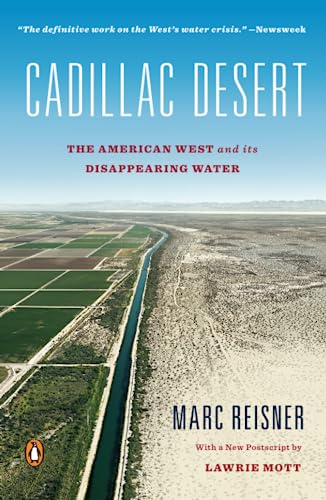 “The definitive work on the West’s water crisis.” —Newsweek
CADILLAC DESERT
THE AMERICAN WEST and its
DISAPPEARING WATER
MARC REISNER
With a New Postscript by
LAWRIE MOTT